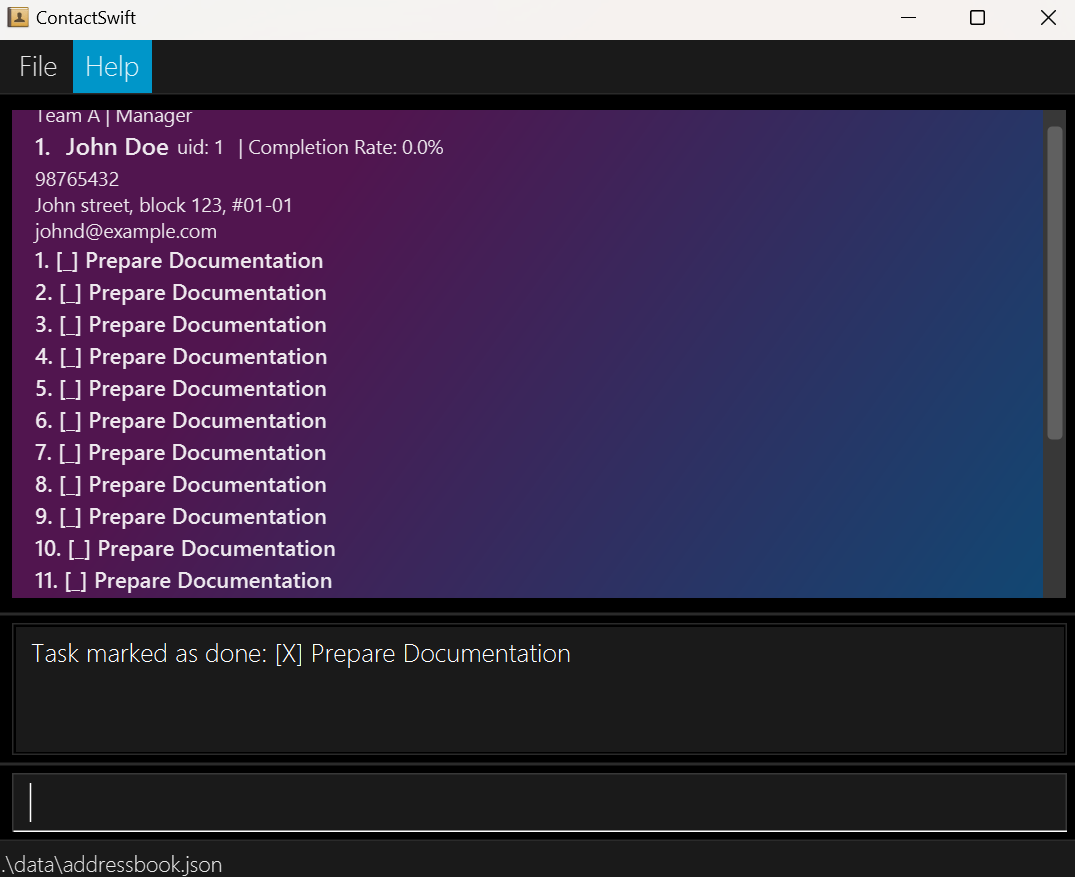 ContactSwift
File Help
Team A | Manager
1. John Doe uid: 1 | Completion Rate: 0.0%
98765432
John street, block 123, #01-01
johnd@example.com
1. [_] Prepare Documentation
2. [_] Prepare Documentation
3. [_] Prepare Documentation
4. [_] Prepare Documentation
5. [_] Prepare Documentation
6. [_] Prepare Documentation
7. [_] Prepare Documentation
8. [_] Prepare Documentation
9. [_] Prepare Documentation
10. [_] Prepare Documentation
11. [_] Prepare Documentation
Task marked as done: [X] Prepare Documentation
.\data\addressbook.json